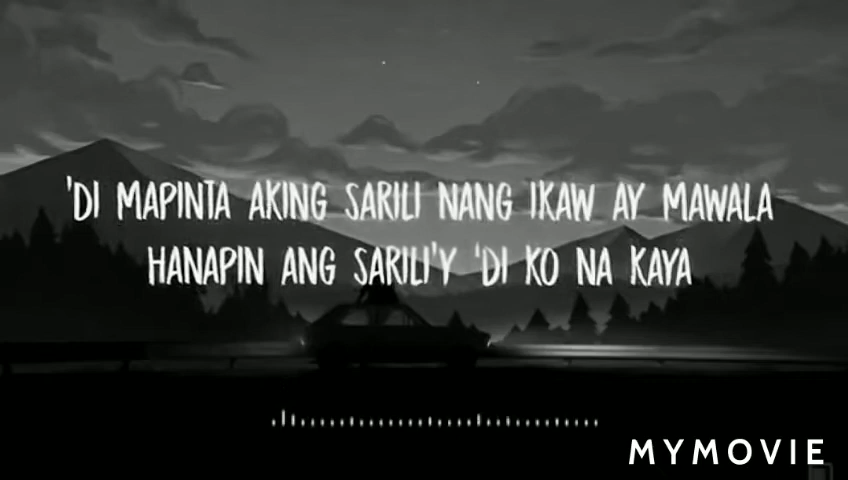 'DI MAPINTA AKING SARILI NANG IKAW AY MAWALA
HANAPIN ANG SARILI'Y 'DI KO NA KAYA
MYMOVIE